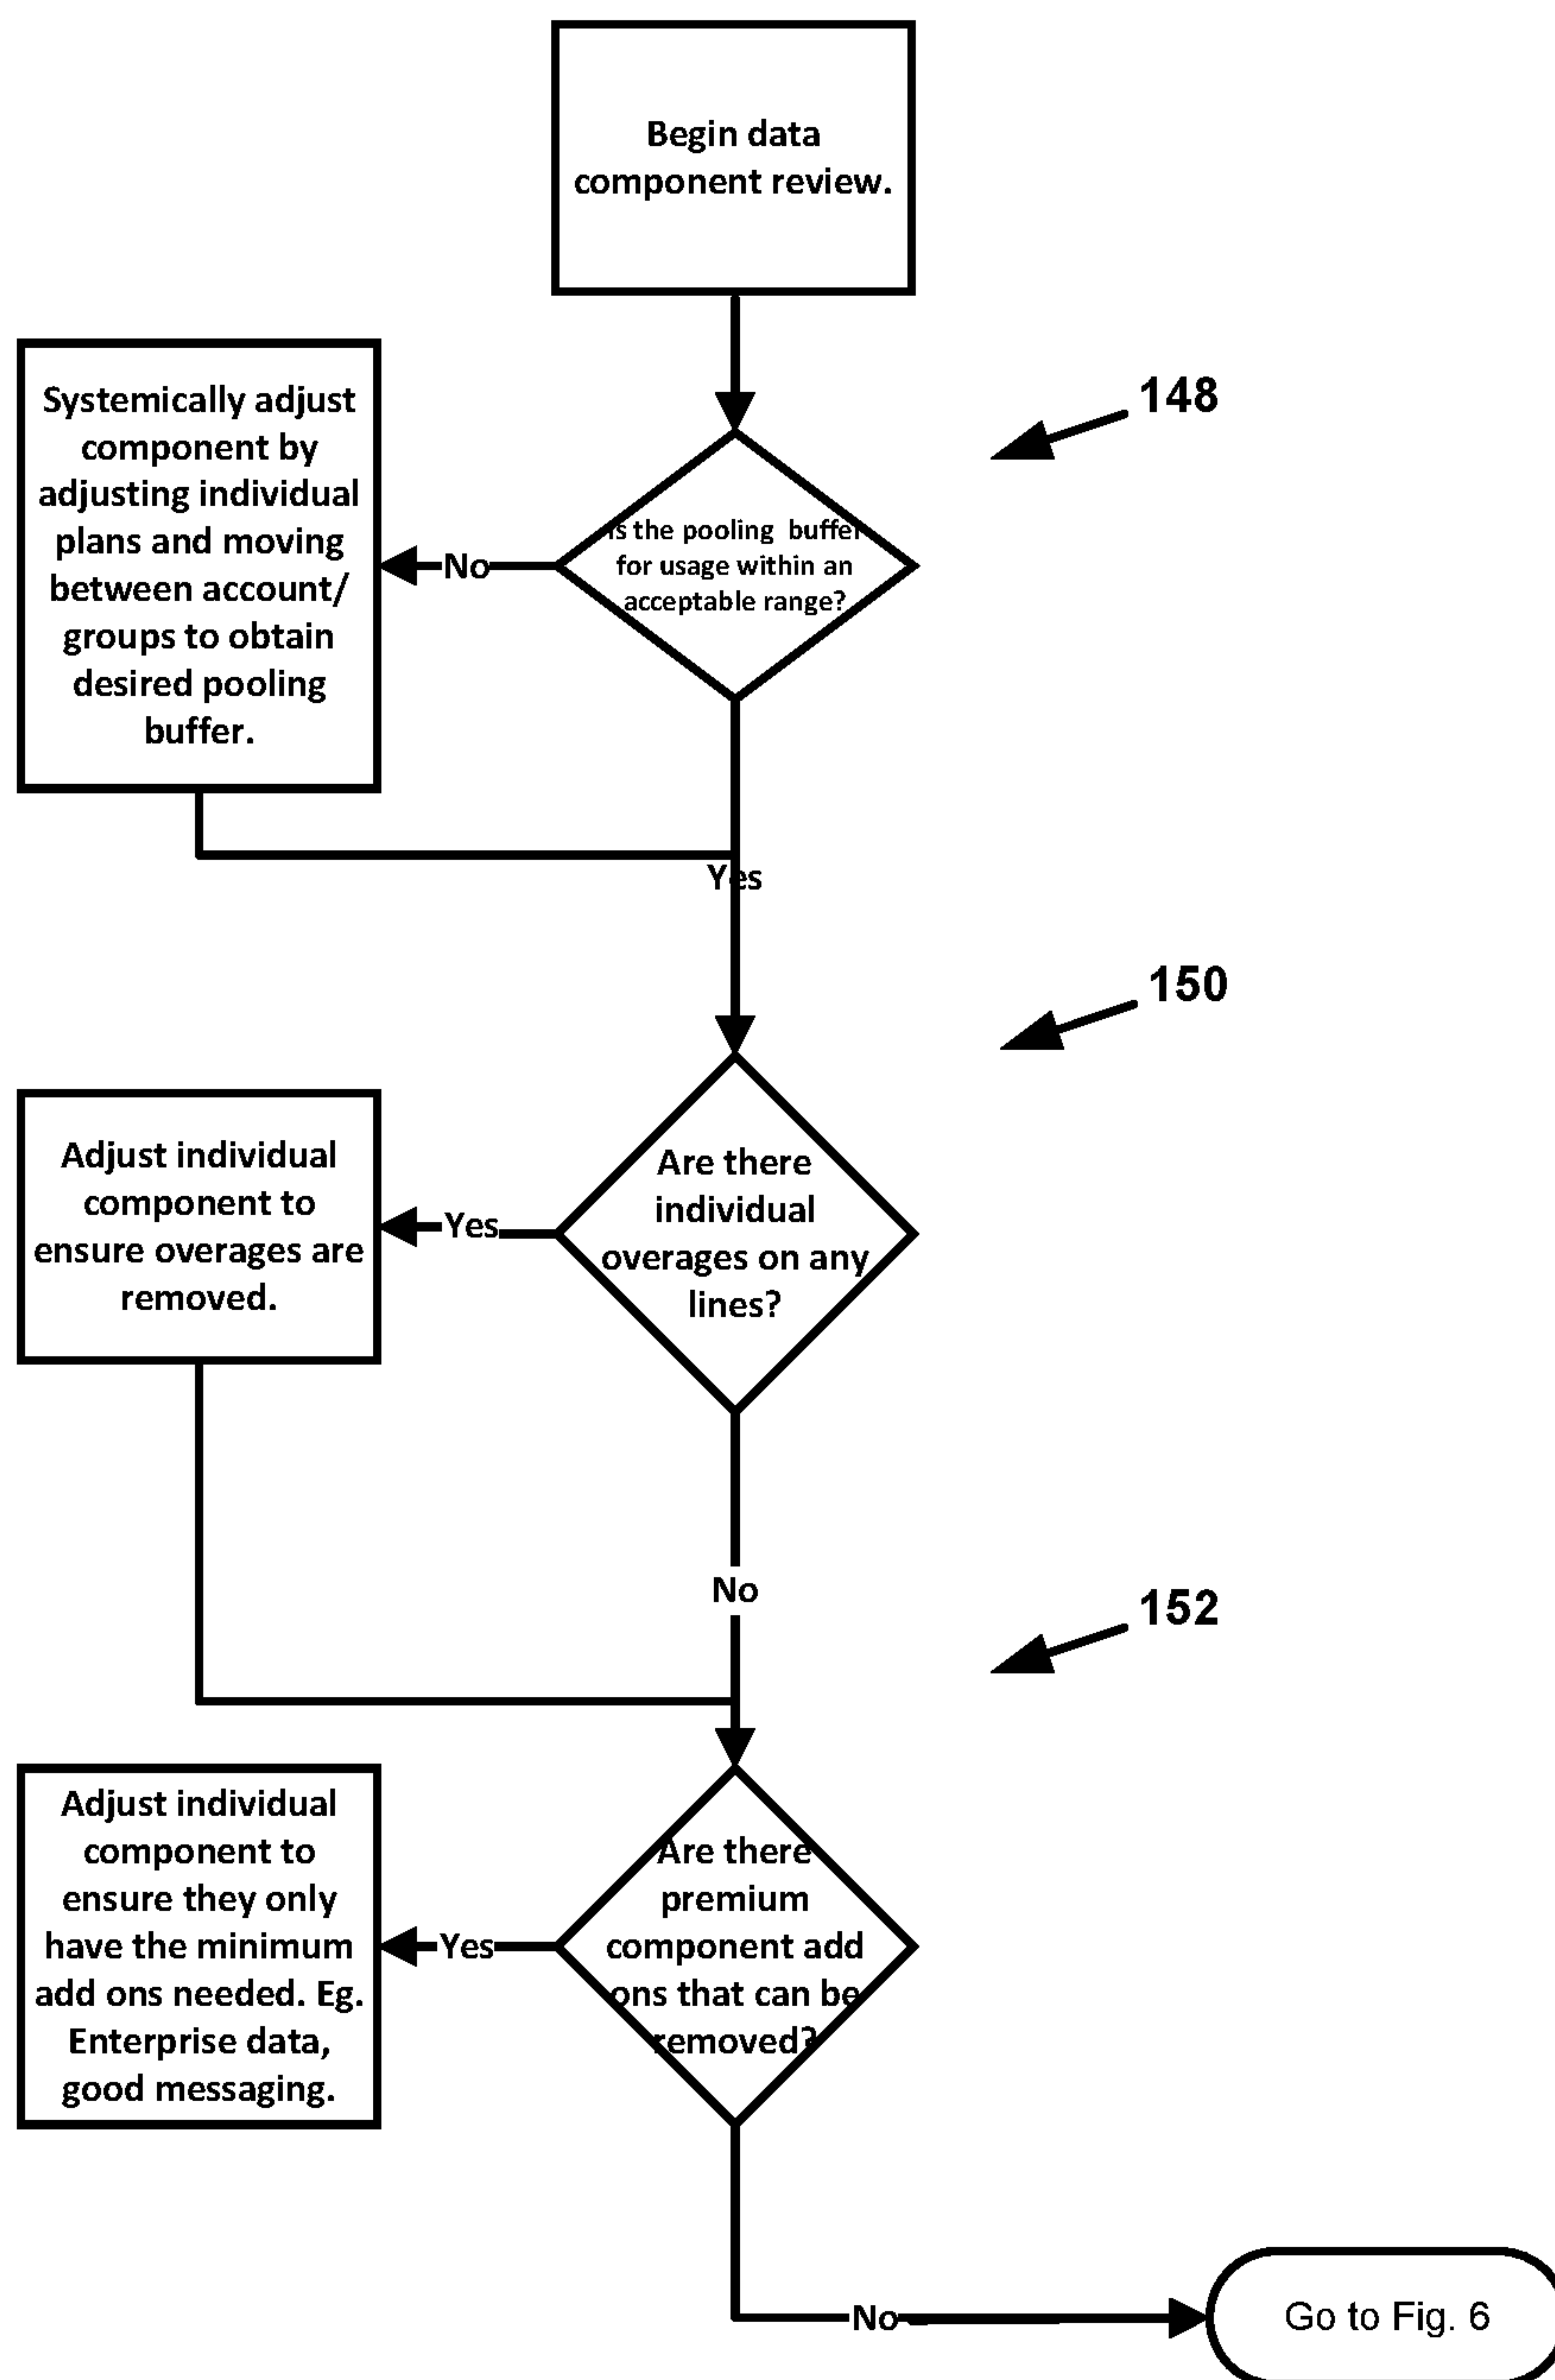 Begin data
component review.
148
Systemically adjust
component by
adjusting individual
plans and moving
between account/
groups to obtain
desired pooling
buffer.
No
Is the pooling buffer
for usage within an
acceptable range?
Yes
150
Adjust individual
component to
ensure overages are
removed.
Yes
Are there
individual
overages on any
lines?
No
152
Adjust individual
component to
ensure they only
have the minimum
add ons needed. Eg.
Enterprise data,
good messaging.
Yes
Are there
premium
component add
ons that can be
removed?
No
Go to Fig. 6